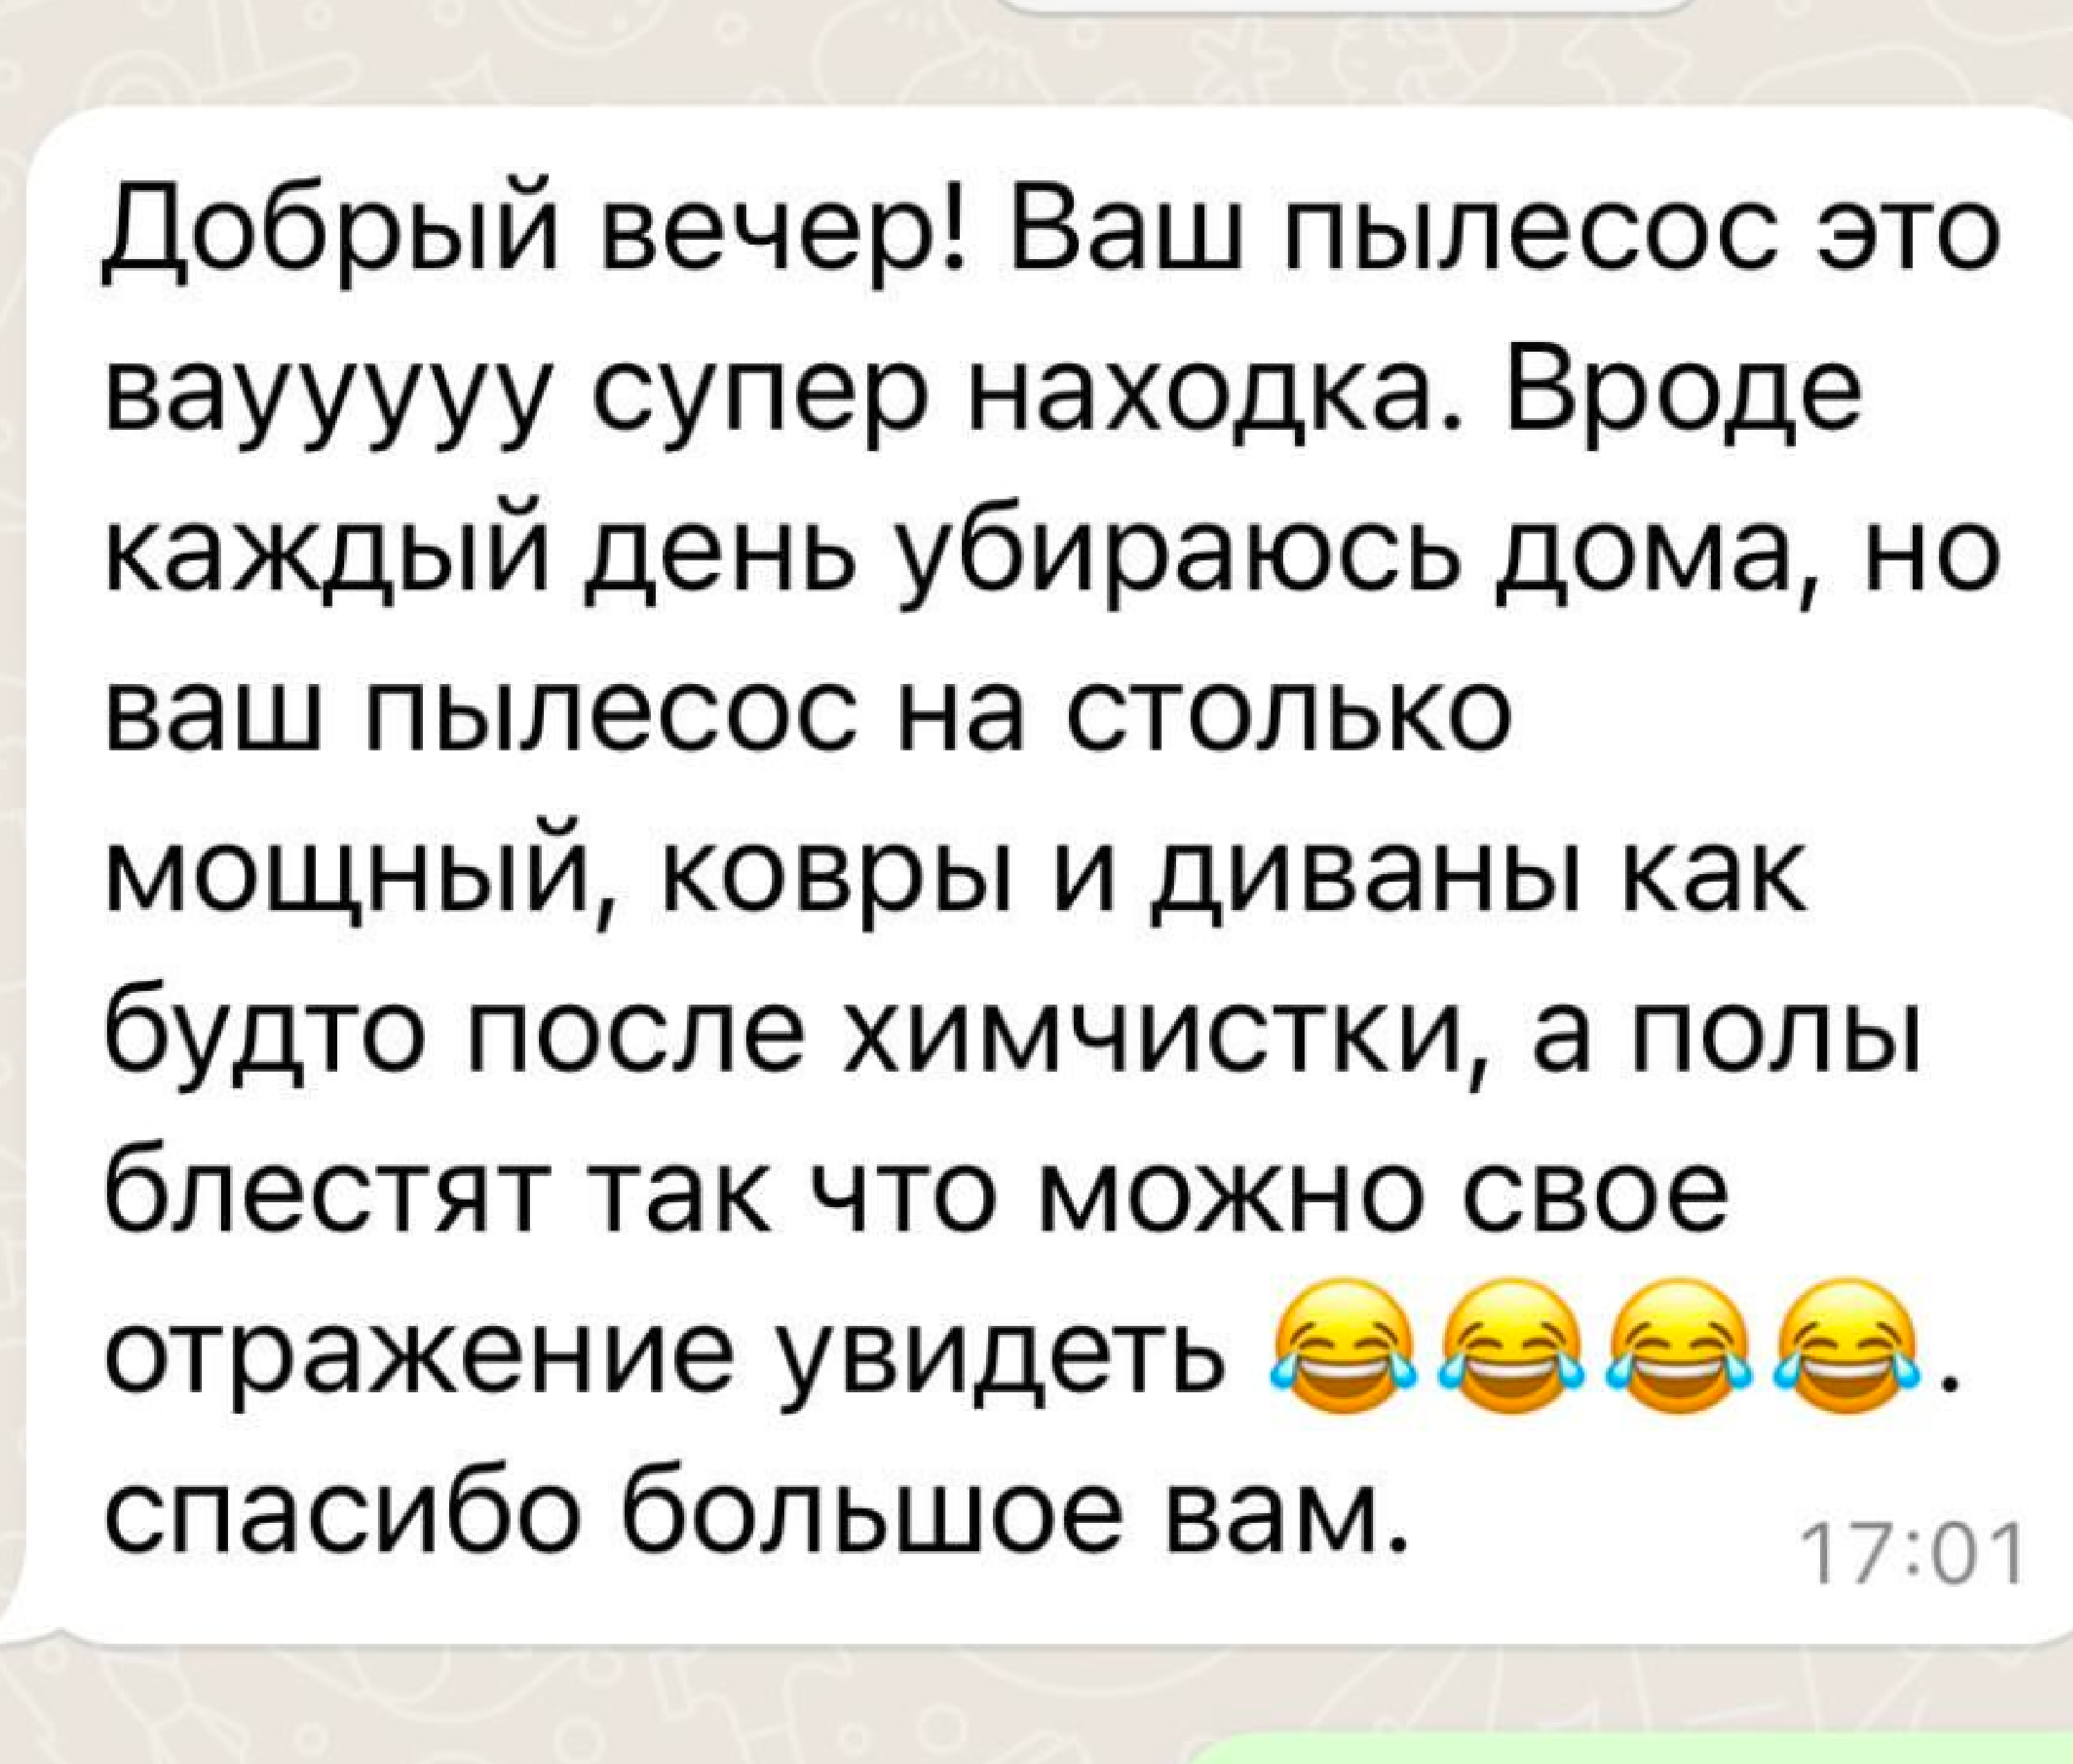 Добрый вечер! Ваш пылесос это
вауууууу супер находка. Вроде
каждый день убираюсь дома, но
ваш пылесос на столько
мощный, ковры и диваны как
будто после химчистки, а полы
блестят так что можно свое
отражение увидеть 😂😂😂😂.
спасибо большое вам.
17:01